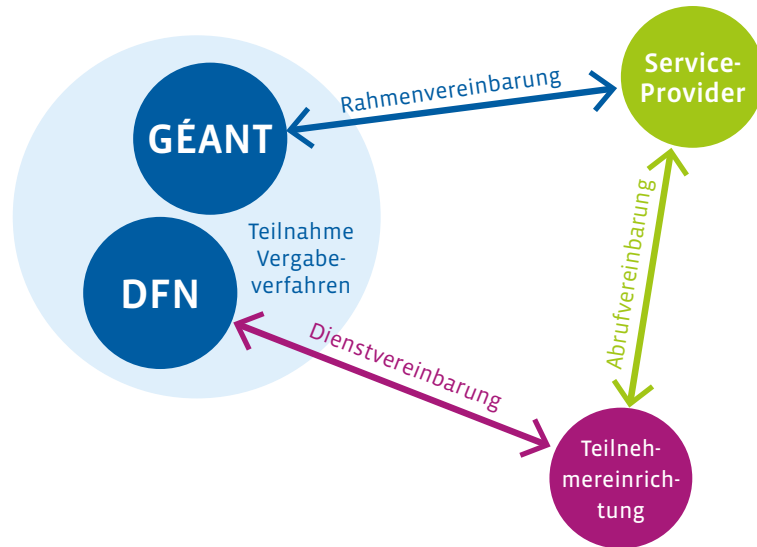 Service-
Provider
Rahmenvereinbarung
GÉANT
Teilnahme
Vergabe-
verfahren
DFN
Abrufvereinbarung
Dienstvereinbarung
Teilneh-
mereinrich-
tung